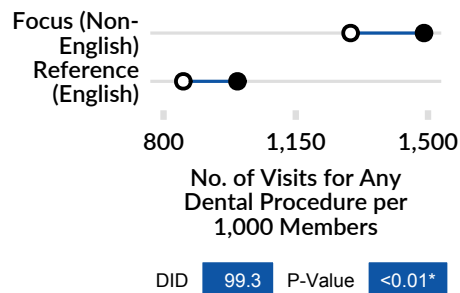 Focus (Non-
English)
Reference
(English)
800 1,150 1,500
No. of Visits for Any
Dental Procedure per
1,000 Members
DID 99.3 P-Value <0.01*